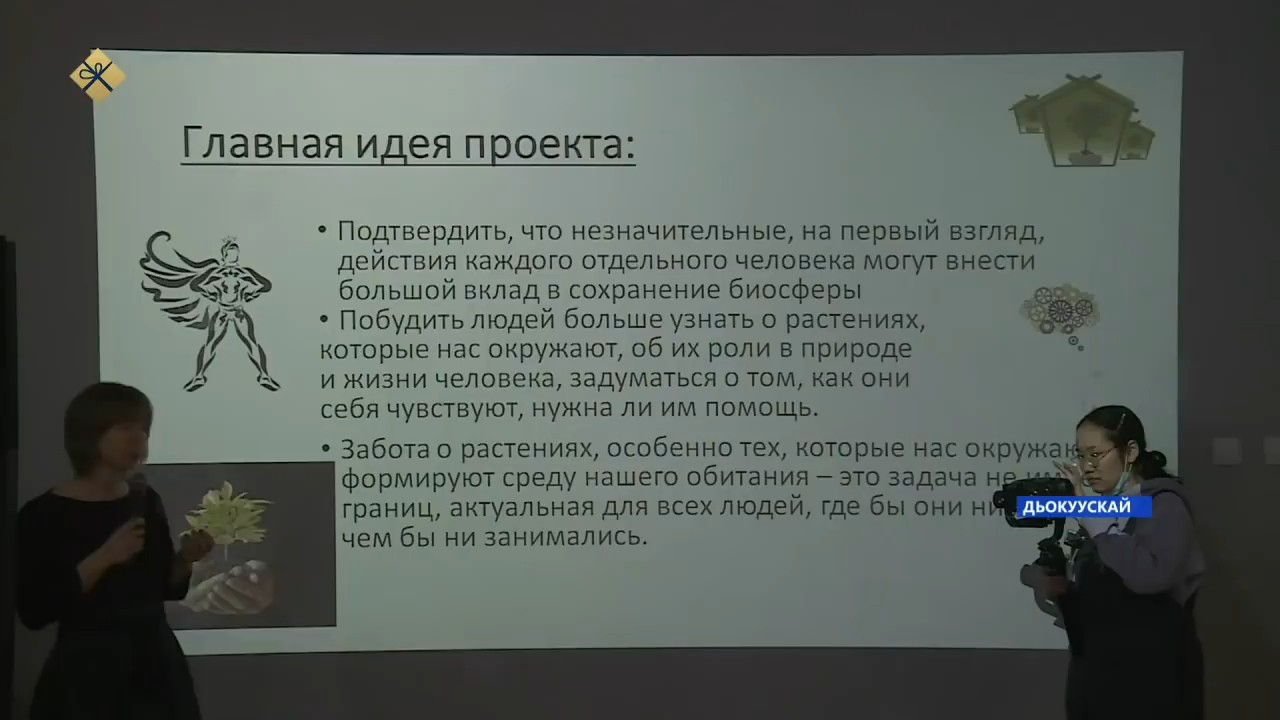 Главная идея проекта:
• Подтвердить, что незначительные, на первый взгляд,
действия каждого отдельного человека могут внести
большой вклад в сохранение биосферы
• Побудить людей больше узнать о растениях,
которые нас окружают, об их роли в природе
и жизни человека, задуматься о том, как они
себя чувствуют, нужна ли им помощь.
• Забота о растениях, особенно тех, которые нас
формируют среду нашего обитания – это задача не
границ, актуальная для всех людей, где бы они ни
чем бы ни занимались.
ДЬОКУУСКАЙ